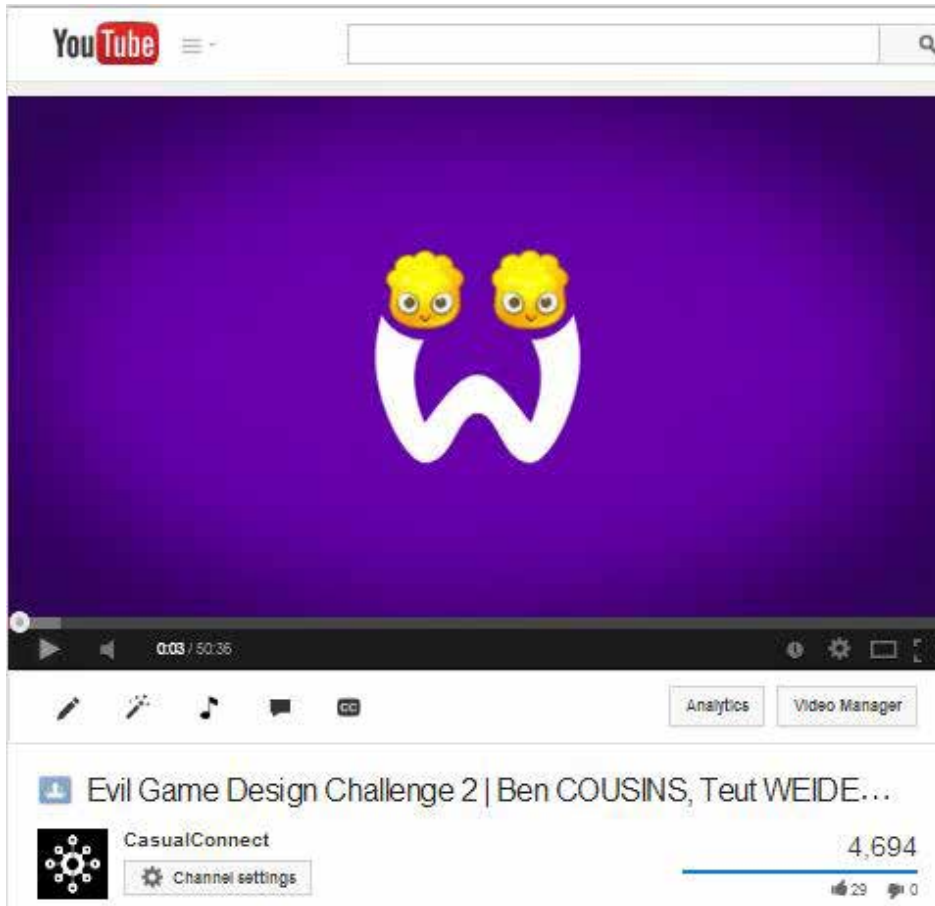 YouTube
0:03 / 50:36
CC
Analytics
Video Manager
Evil Game Design Challenge 2 | Ben COUSINS, Teut WEIDE...
CasualConnect
Channel settings
4,694
29 0